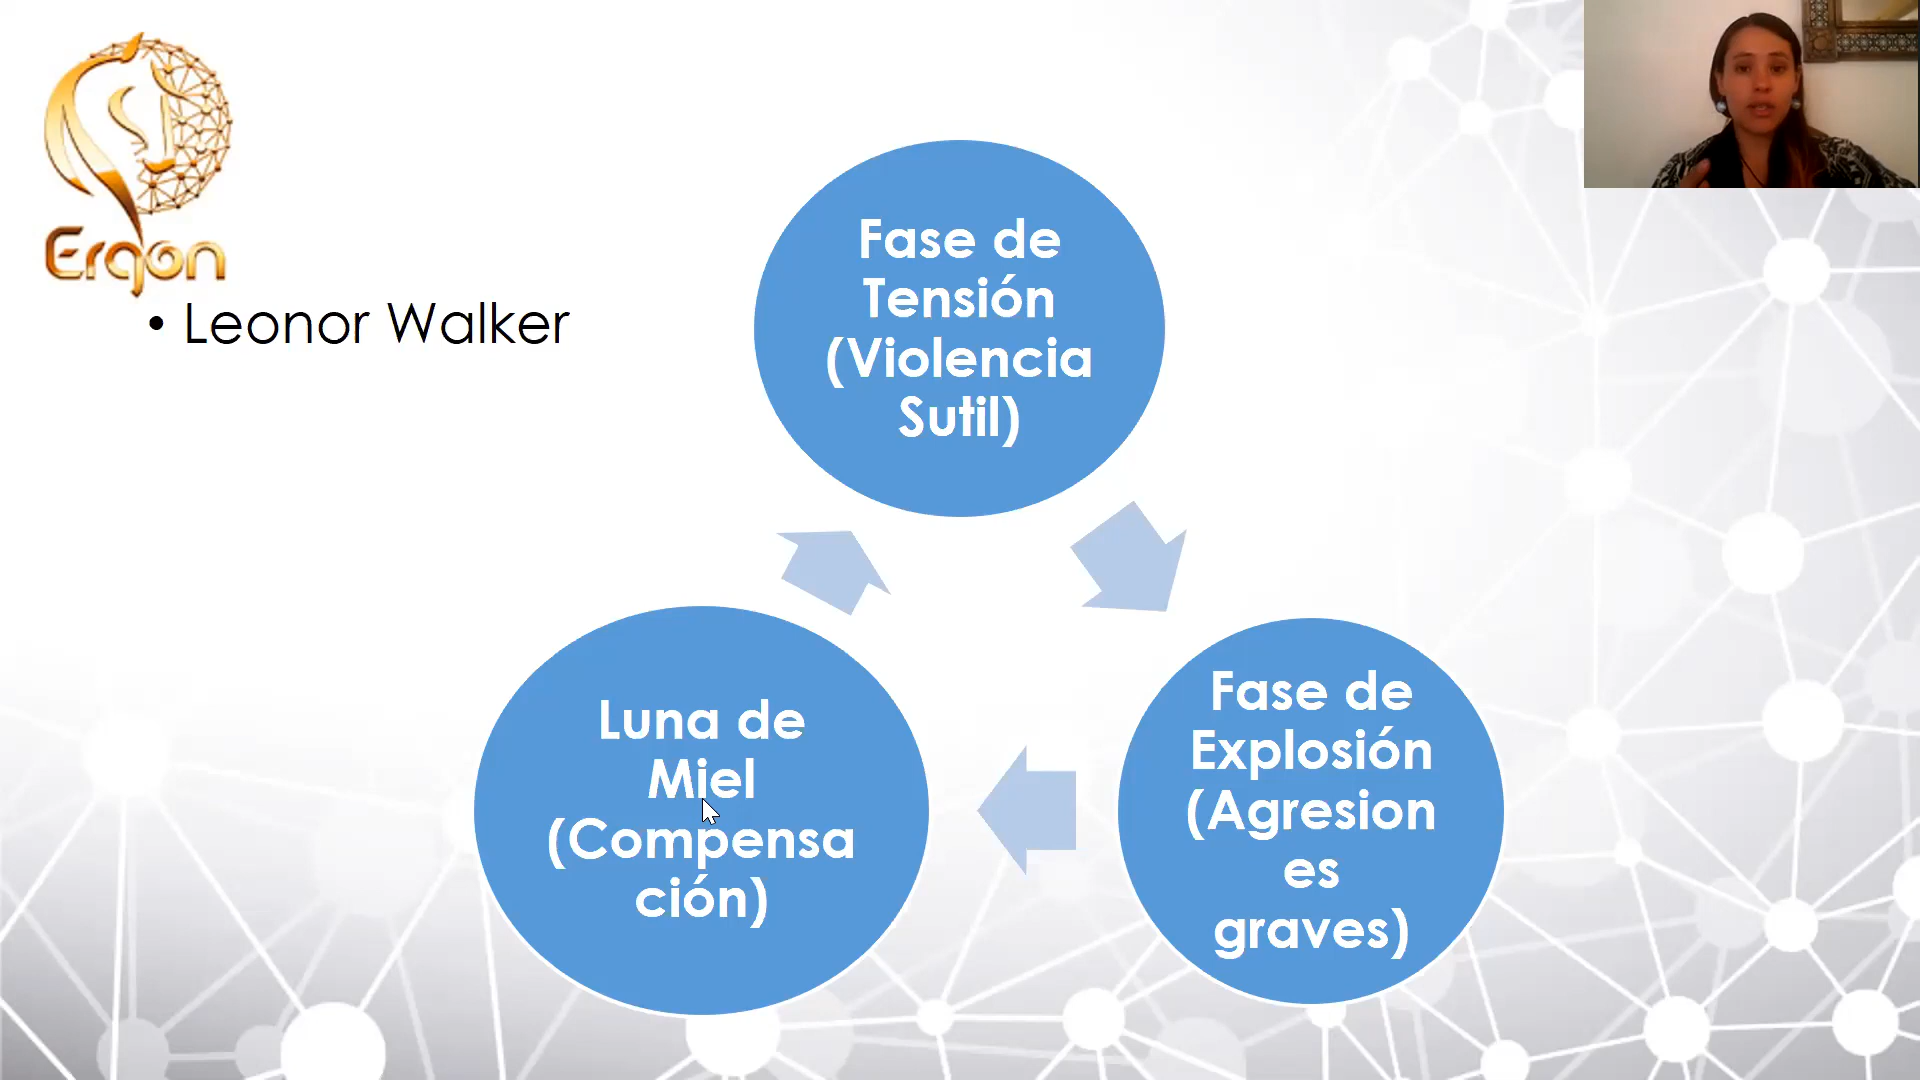 Ergon
• Leonor Walker
Fase de
Tensión
(Violencia
Sutil)
Fase de
Explosión
(Agresion
es
graves)
Luna de
Miel
(Compensa
ción)